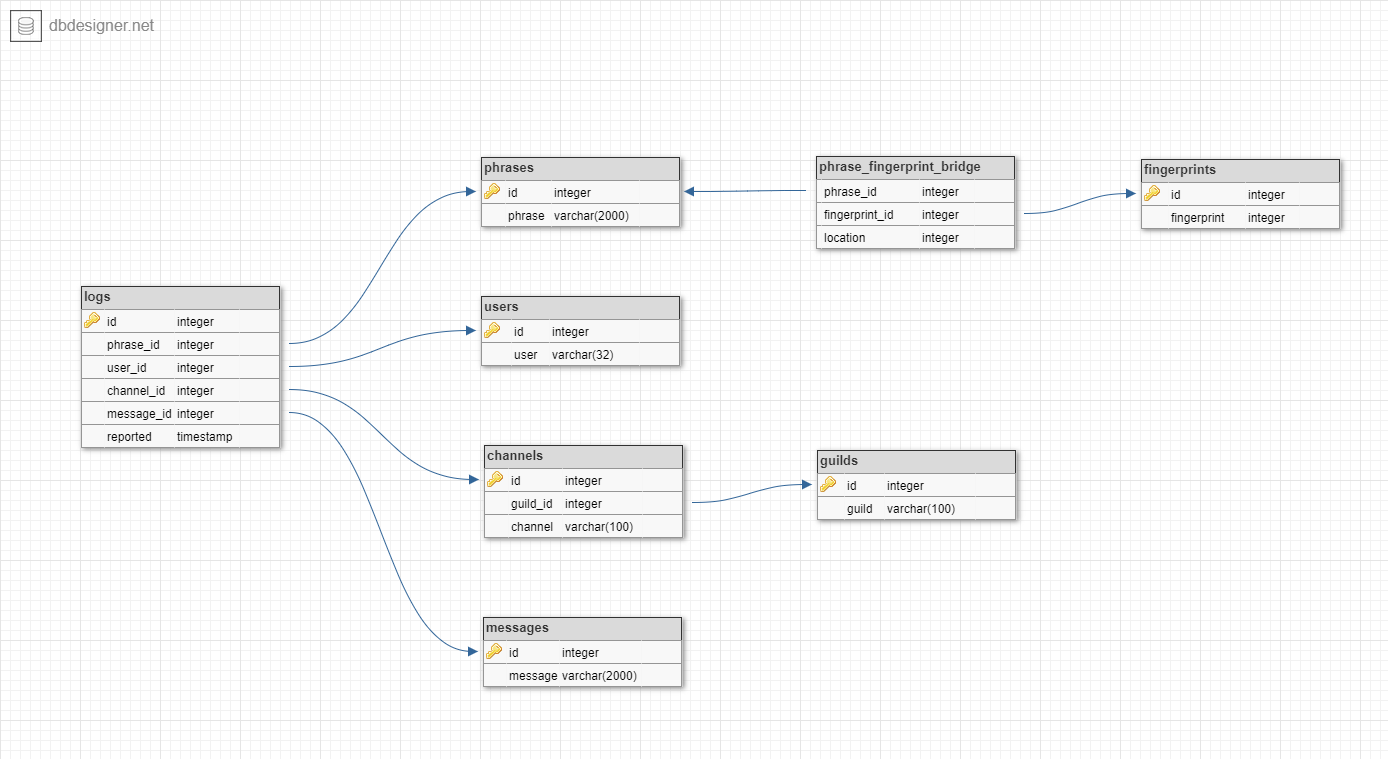 dbdesigner.net
phrases
id integer
phrase varchar(2000)
phrase_fingerprint_bridge
phrase_id integer
fingerprint_id integer
location integer
fingerprints
id integer
fingerprint integer
logs
id integer
phrase_id integer
user_id integer
channel_id integer
message_id integer
reported timestamp
users
id integer
user varchar(32)
channels
id integer
guild_id integer
channel varchar(100)
guilds
id integer
guild varchar(100)
messages
id integer
message varchar(2000)